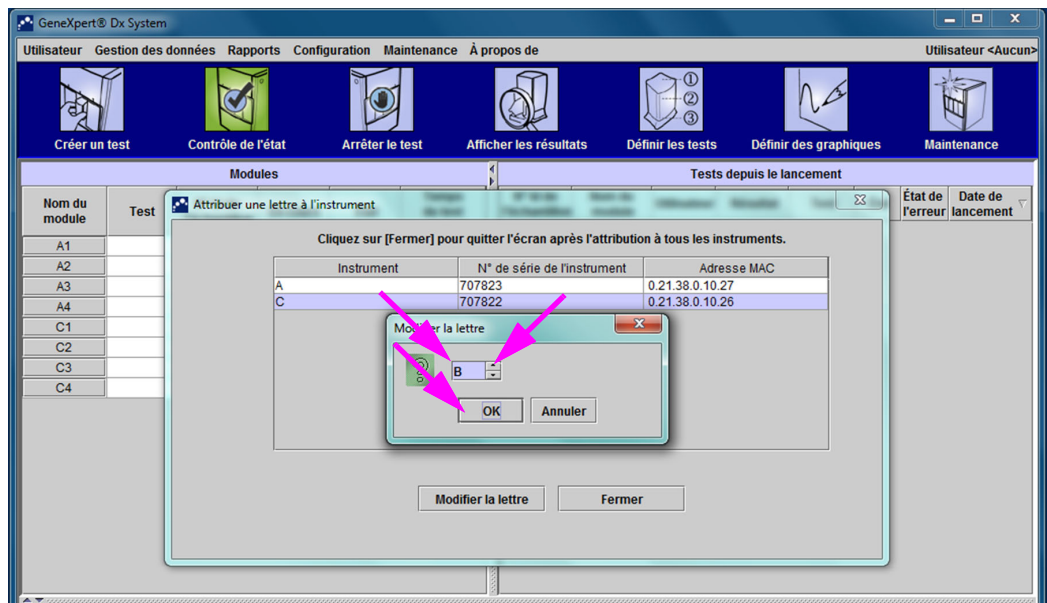 GeneXpert® Dx System
Utilisateur Gestion des données Rapports Configuration Maintenance À propos de Utilisateur <Aucun>
Créer un test Contrôle de l'état Arrêter le test Afficher les résultats Définir les tests Définir des graphiques Maintenance
① ② ③
Modules Tests depuis le lancement
Nom du module Test État de l'erreur Date de lancement
A1
A2
A3
A4
C1
C2
C3
C4
Attribuer une lettre à l'instrument
Cliquez sur [Fermer] pour quitter l'écran après l'attribution à tous les instruments.
Instrument N° de série de l'instrument Adresse MAC
A 707823 0.21.38.0.10.27
C 707822 0.21.38.0.10.26
la lettre
B
OK Annuler
Modifier la lettre Fermer